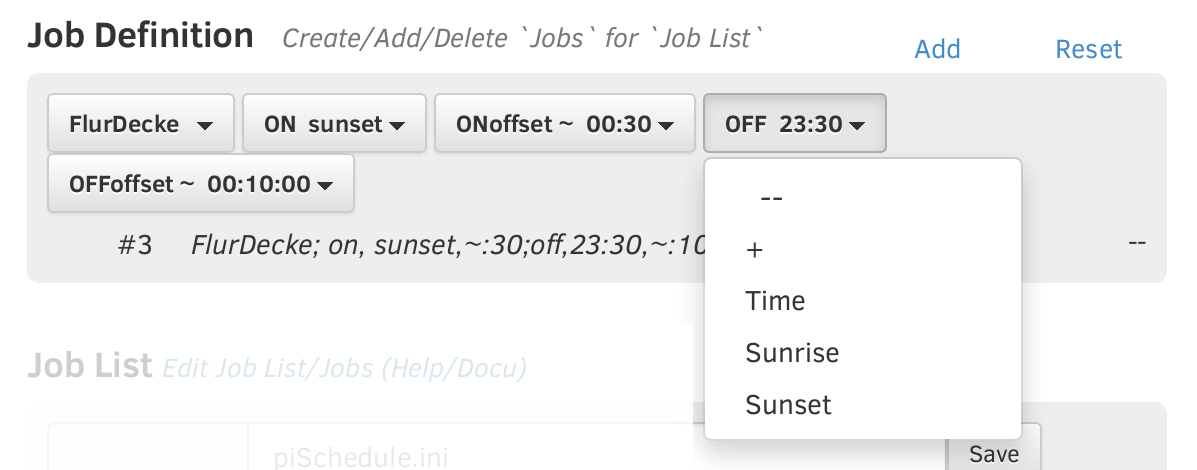 Job Definition Create/Add/Delete `Jobs` for `Job List` Add Reset
FlurDecke ON sunset ONoffset ~ 00:30 OFF 23:30
OFFoffset ~ 00:10:00
--
#3 FlurDecke; on, sunset,~:30;off,23:30,~:10 --
+
Time
Sunrise
Job List Edit Job List/Jobs (Help/Docu)
Sunset
piSchedule.ini Save